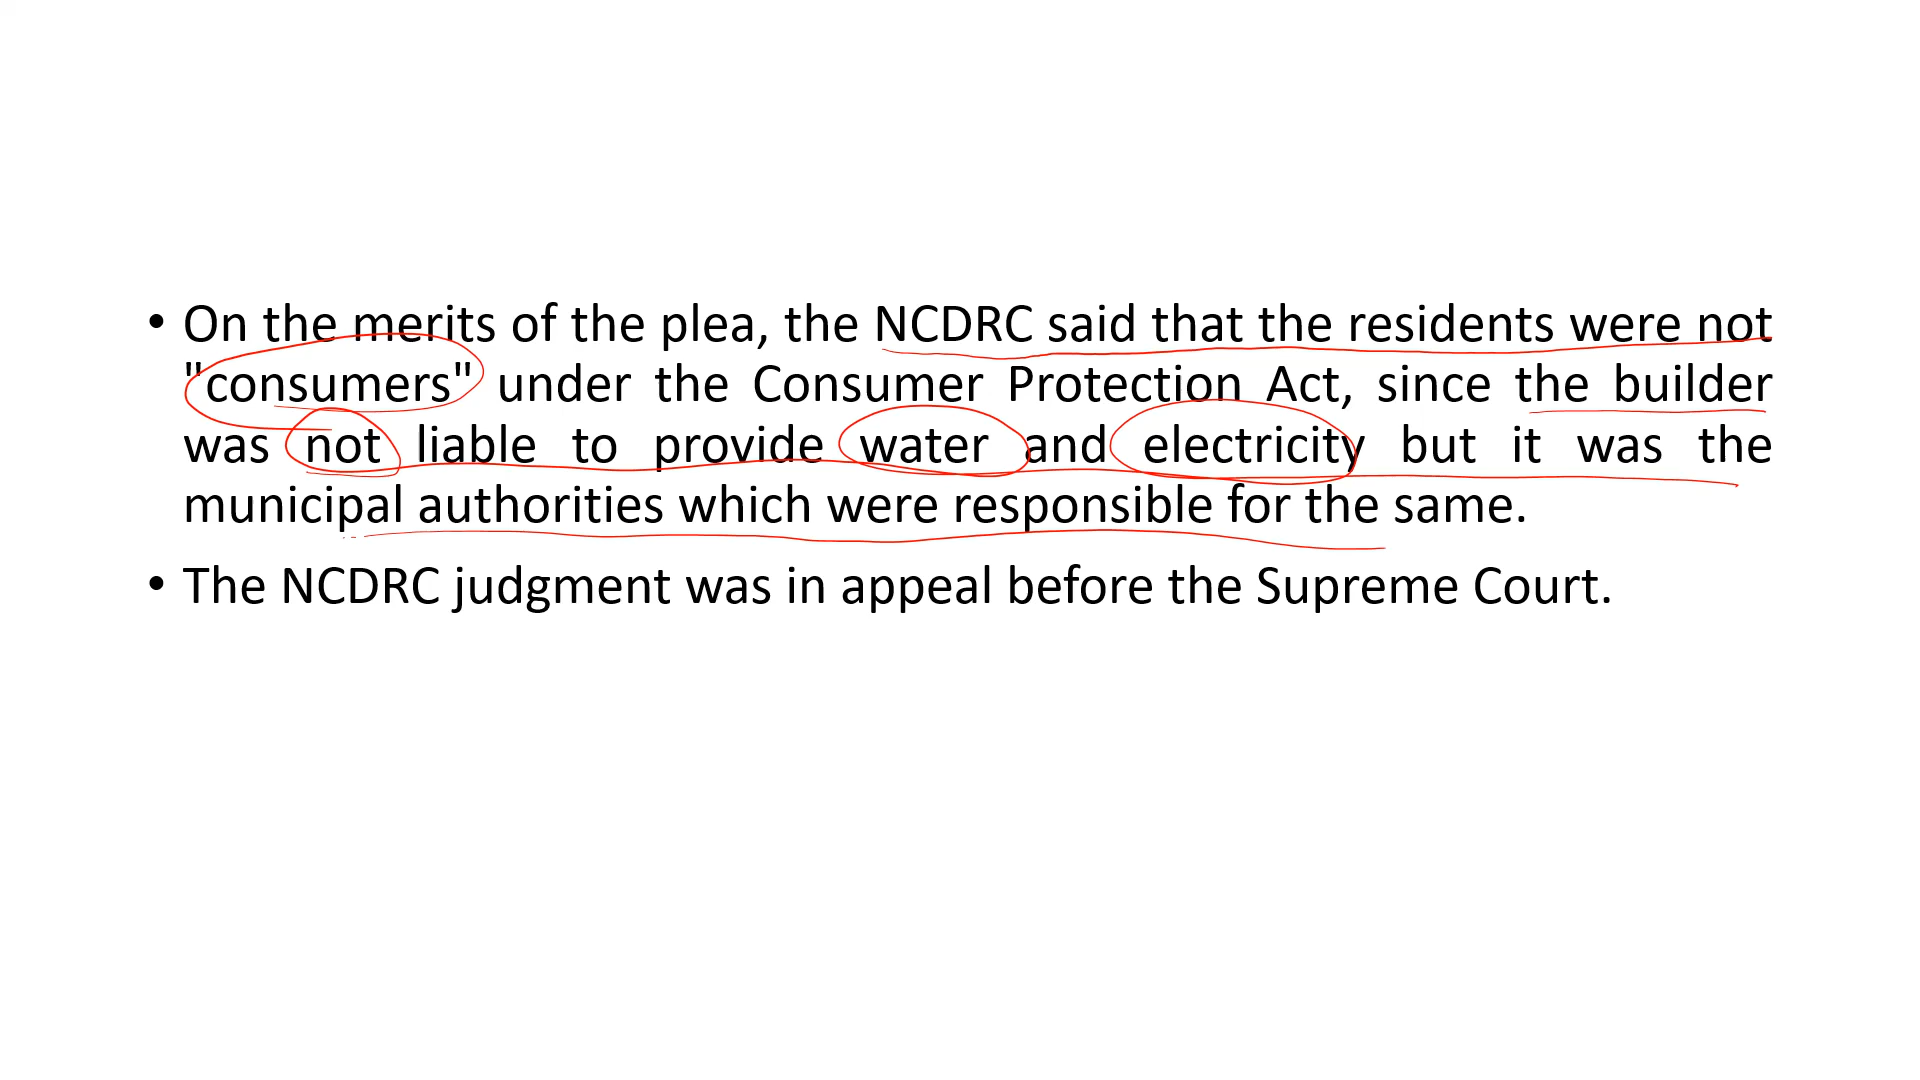 • On the merits of the plea, the NCDRC said that the residents were not
"consumers" under the Consumer Protection Act, since the builder
was not liable to provide water and electricity but it was the
municipal authorities which were responsible for the same.
• The NCDRC judgment was in appeal before the Supreme Court.